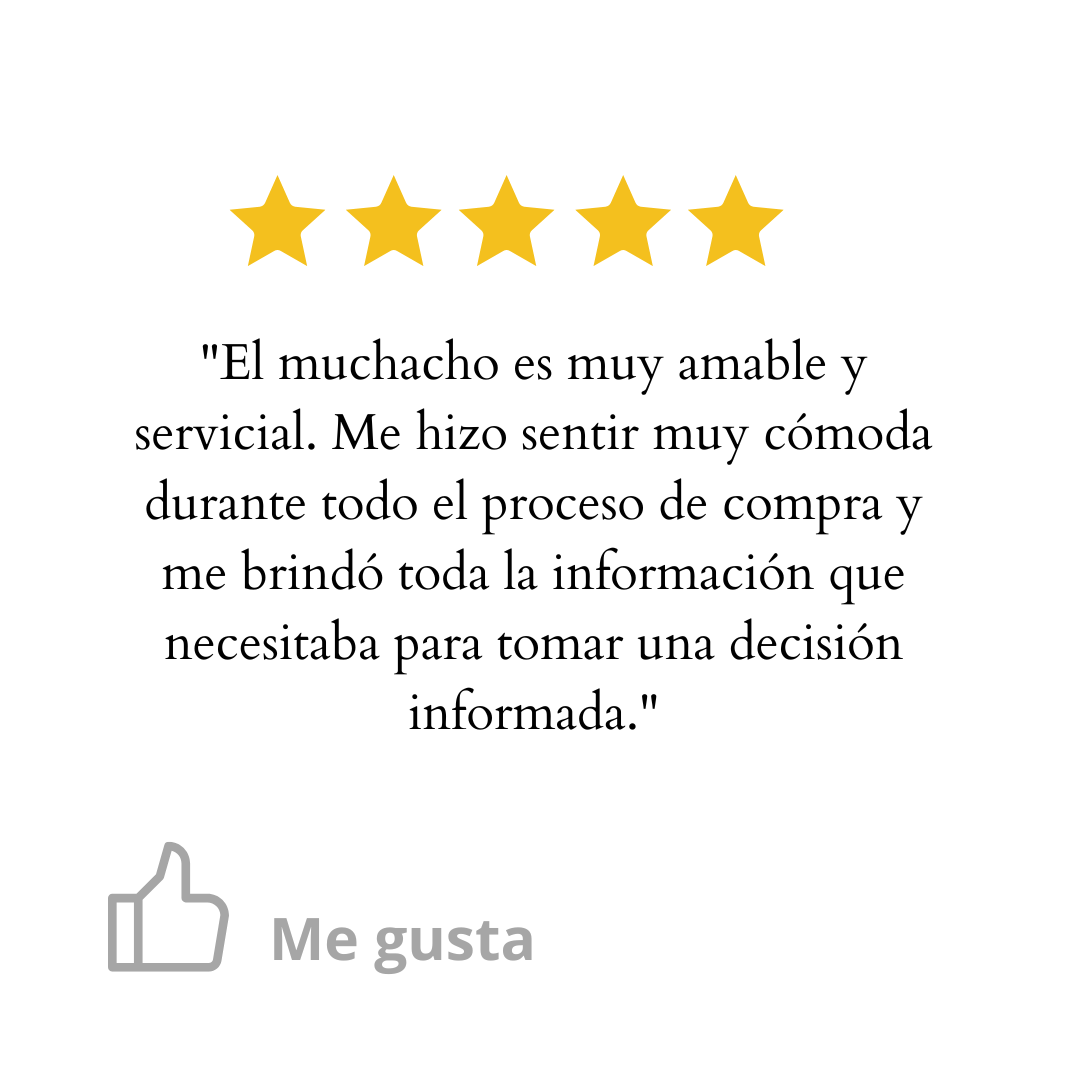 "El muchacho es muy amable y
servicial. Me hizo sentir muy cómoda
durante todo el proceso de compra y
me brindó toda la información que
necesitaba para tomar una decisión
informada."
Me gusta